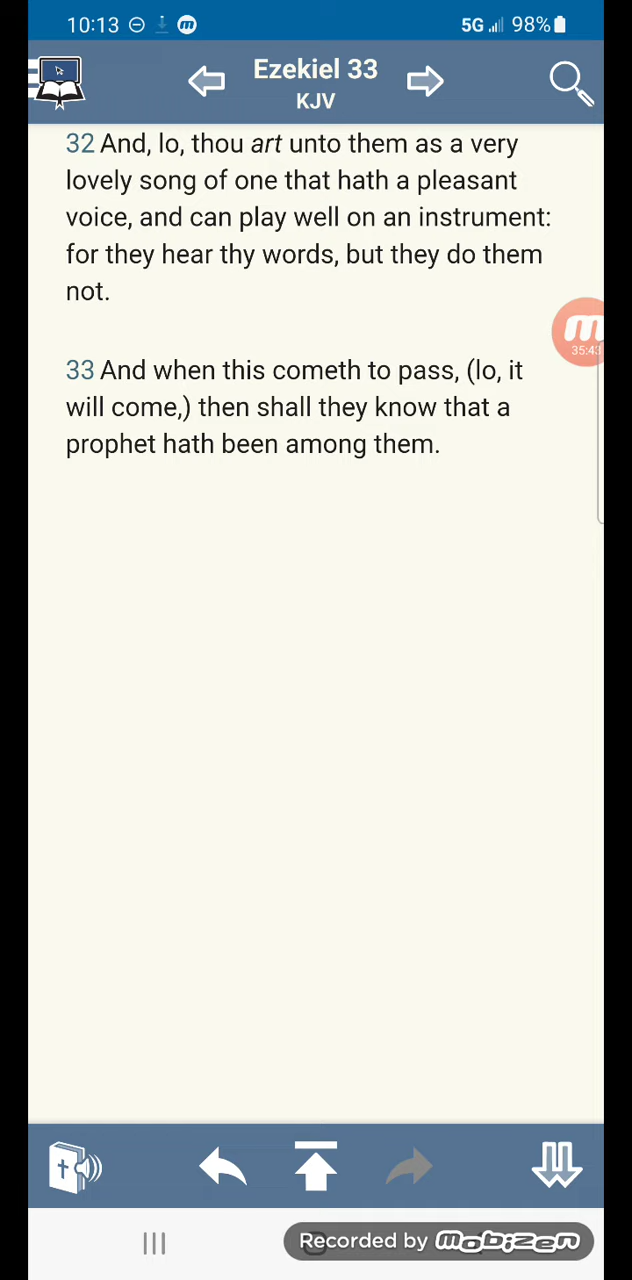 10:13 5G 98%
Ezekiel 33
KJV
32 And, lo, thou art unto them as a very
lovely song of one that hath a pleasant
voice, and can play well on an instrument:
for they hear thy words, but they do them
not.
33 And when this cometh to pass, (lo, it
will come,) then shall they know that a
prophet hath been among them.
m
35:43
Recorded by mobizen